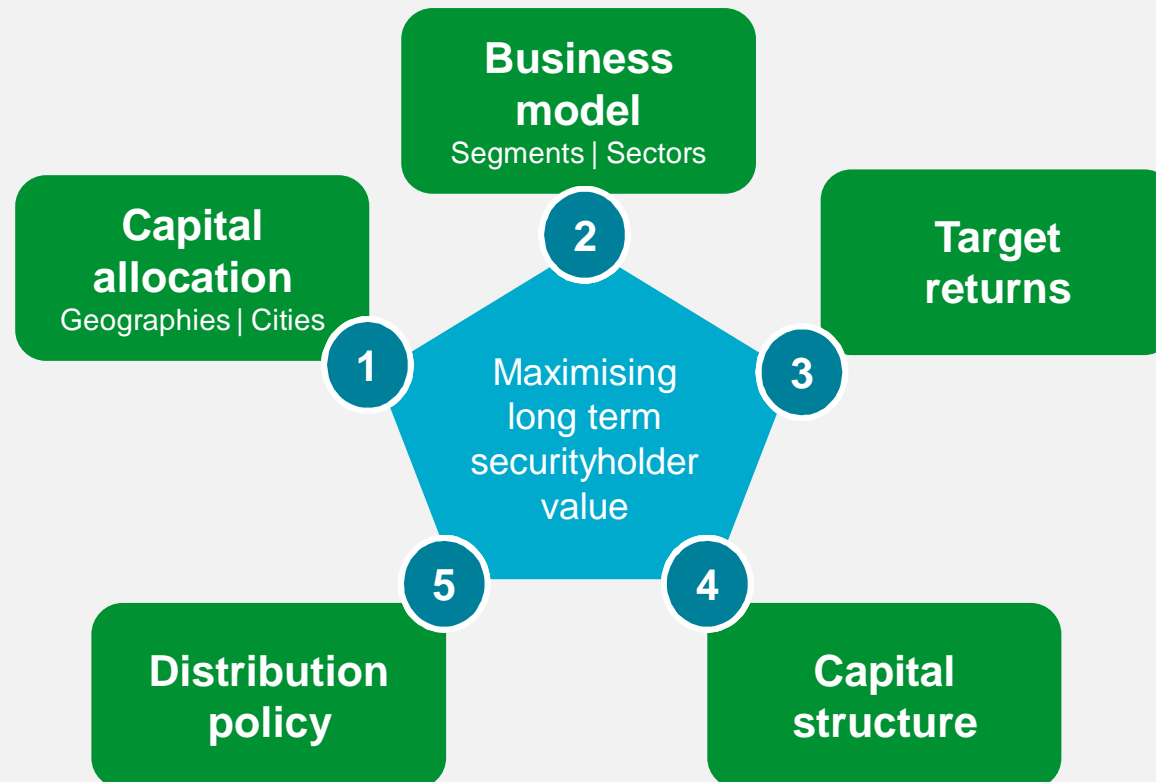 Business
model
Segments | Sectors
2
Capital
allocation
Geographies | Cities
1
Target
returns
3
Maximising
long term
securityholder
value
5
Distribution
policy
4
Capital
structure